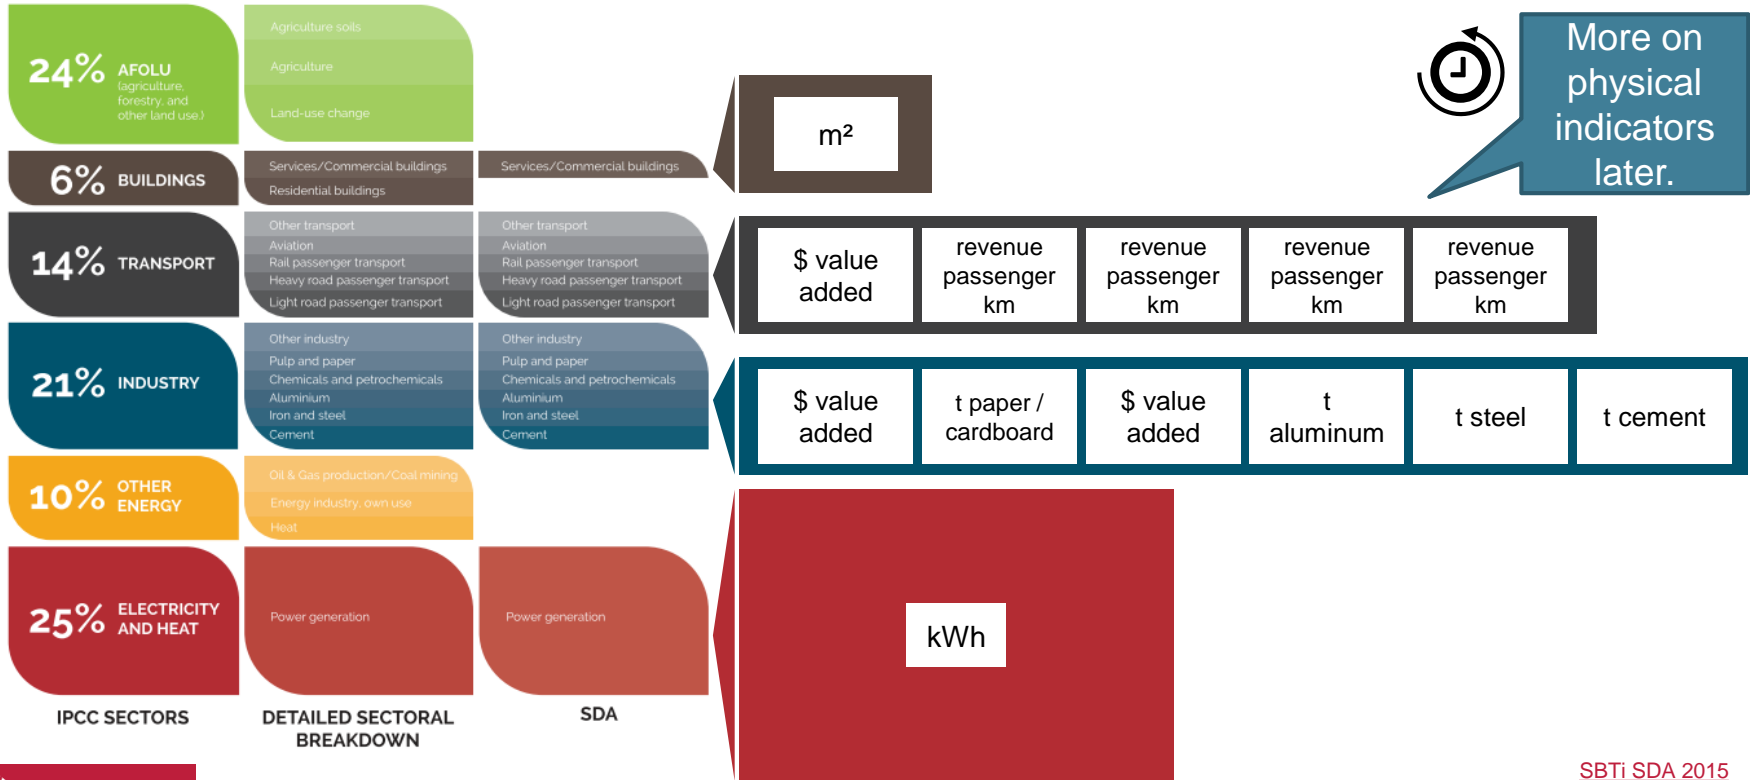 24% AFOLU
(agriculture,
forestry, and
other land use.)
Agriculture soils
Agriculture
Land-use change
6% BUILDINGS
Services/Commercial buildings
Residential buildings
Services/Commercial buildings
m²
14% TRANSPORT
Other transport
Aviation
Rail passenger transport
Heavy road passenger transport
Light road passenger transport
Other transport
Aviation
Rail passenger transport
Heavy road passenger transport
Light road passenger transport
$ value
added
revenue
passenger
km
revenue
passenger
km
revenue
passenger
km
revenue
passenger
km
21% INDUSTRY
Other industry
Pulp and paper
Chemicals and petrochemicals
Aluminium
Iron and steel
Cement
Other industry
Pulp and paper
Chemicals and petrochemicals
Aluminium
Iron and steel
Cement
$ value
added
t paper /
cardboard
$ value
added
t
aluminum
t steel
t cement
10% OTHER
ENERGY
Oil & Gas production/Coal mining
Energy industry, own use
Heat
25% ELECTRICITY
AND HEAT
Power generation
Power generation
kWh
IPCC SECTORS
DETAILED SECTORAL
BREAKDOWN
SDA
More on
physical
indicators
later.
SBTi SDA 2015